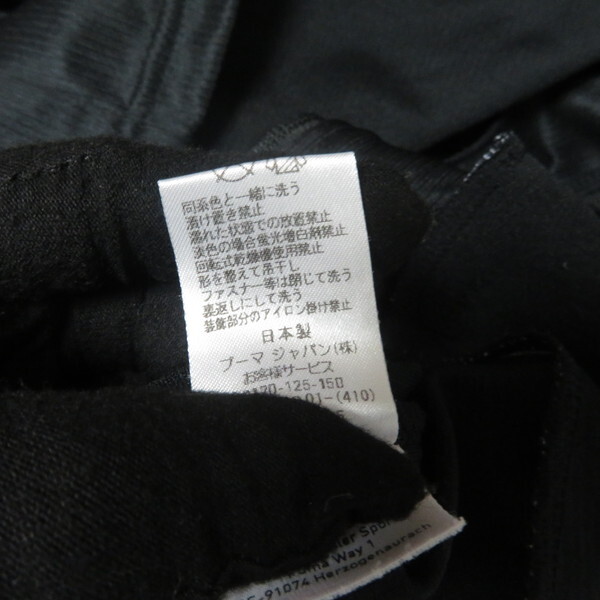 同系色と一緒に洗う
漬け置き禁止
濡れた状態での放置禁止
淡色の場合蛍光増白剤禁止
回転式乾燥機使用禁止
形を整えて吊干し
ファスナー等は閉じて洗う
裏返しにして洗う
装飾部分のアイロン掛け禁止
日本製
プーマ ジャパン(株)
お客様サービス
0120-125-150
01-(410)
Way 1
-91074 Herzogenaurach